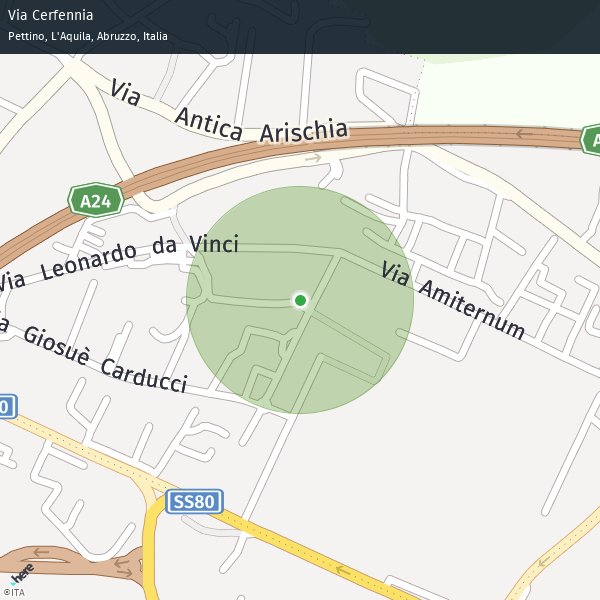 Via Cerfennia
Pettino, L'Aquila, Abruzzo, Italia
Via Antica Arischia
A24
Via Leonardo da Vinci
Via Amiternum
Giosuè Carducci
SS80
here
©ITA